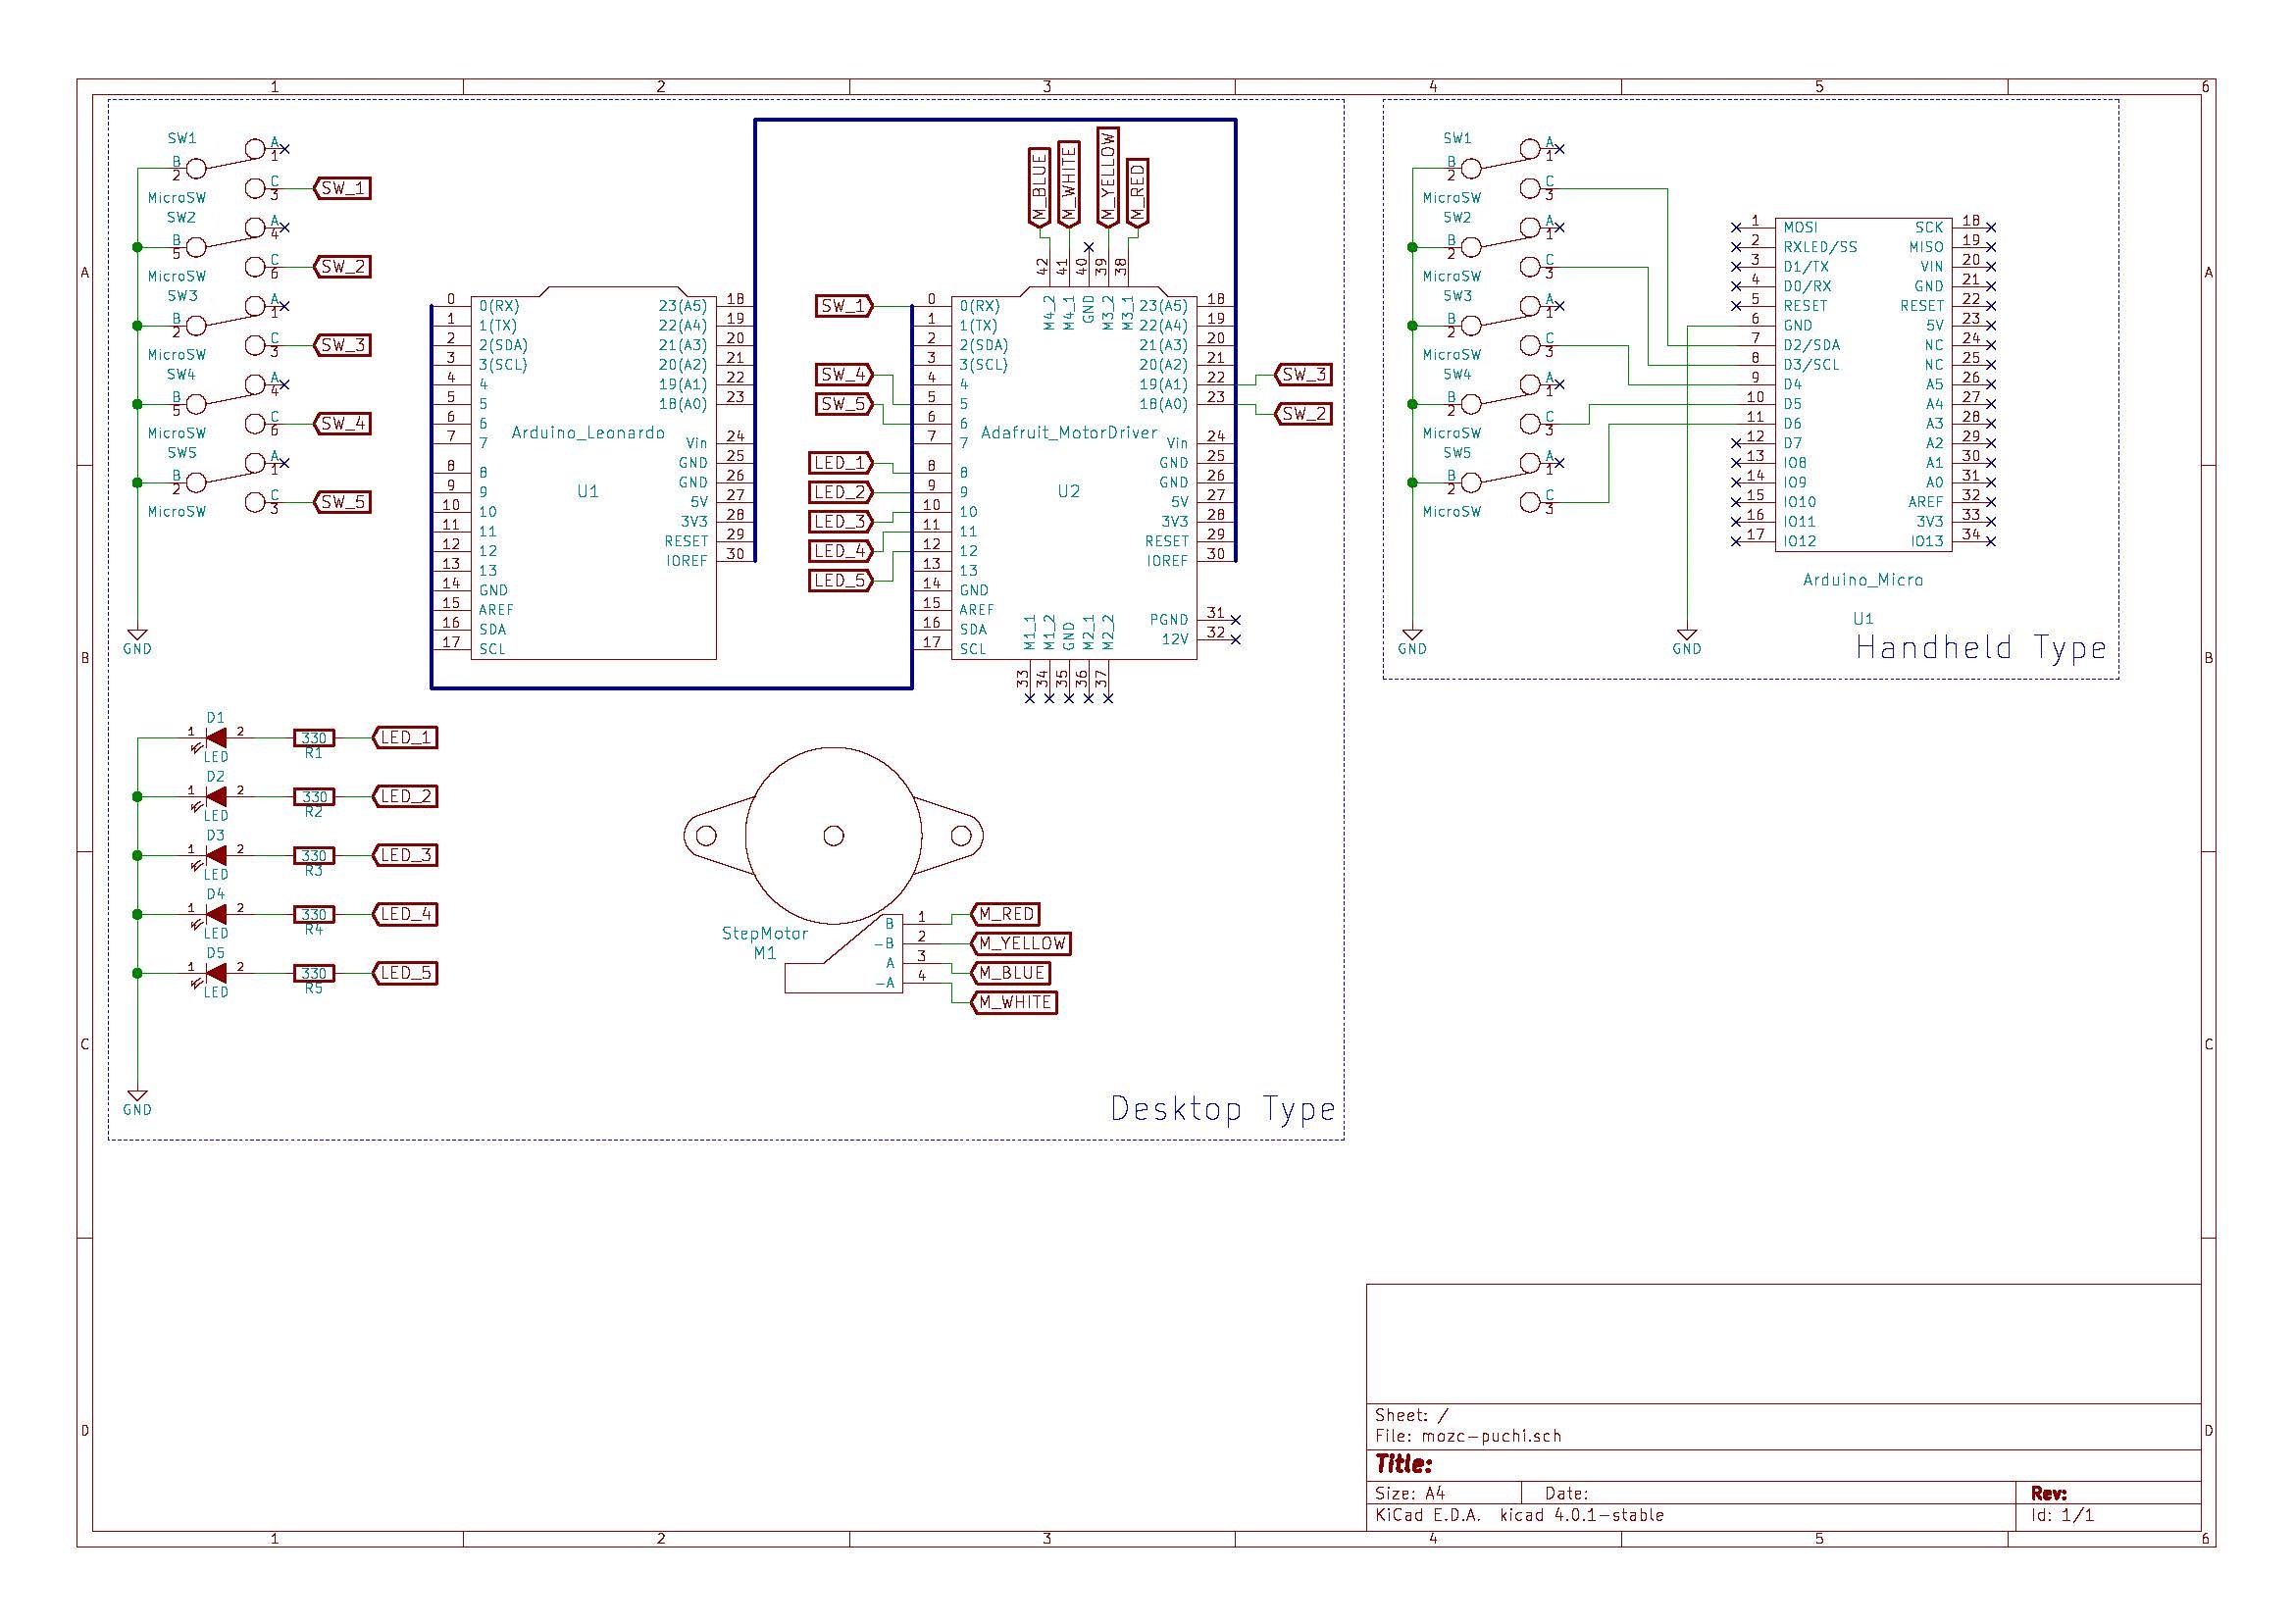 1 2 3 4 5 6
A
B
C
D
SW1
A
1
B
2
C
3
SW_1
MicroSW
SW2
A
4
B
5
C
6
SW_2
MicroSW
SW3
A
1
B
2
C
3
SW_3
MicroSW
SW4
A
4
B
5
C
6
SW_4
MicroSW
SW5
A
1
B
2
C
3
SW_5
MicroSW
GND
0 0(RX) 23(A5) 18
1 1(TX) 22(A4) 19
2 2(SDA) 21(A3) 20
3 3(SCL) 20(A2) 21
4 4 19(A1) 22
5 5 18(A0) 23
6 6
Arduino_Leonardo
7 7 Vin 24
8 8 GND 25
9 9 GND 26
U1
10 10 5V 27
11 11 3V3 28
12 12 RESET 29
13 13 IOREF 30
14 GND
15 AREF
16 SDA
17 SCL
M_BLUE
M_WHITE
M_YELLOW
M_RED
42 41 40 39 38
M4_2 M4_1 GND M3_2 M3_1
SW_1
SW_4
SW_5
LED_1
LED_2
LED_3
LED_4
LED_5
0 0(RX) 23(A5) 18
1 1(TX) 22(A4) 19
2 2(SDA) 21(A3) 20
3 3(SCL) 20(A2) 21
4 4 19(A1) 22
5 5 18(A0) 23
6 6
Adafruit_MotorDriver
7 7 Vin 24
8 8 GND 25
9 9 GND 26
U2
10 10 5V 27
11 11 3V3 28
12 12 RESET 29
13 13 IOREF 30
14 GND
15 AREF PGND 31
16 SDA 12V 32
17 SCL
M1_1 M1_2 GND M2_1 M2_2
33 34 35 36 37
SW_3
SW_2
D1
1 2
LED
330
R1
LED_1
D2
1 2
LED
330
R2
LED_2
D3
1 2
LED
330
R3
LED_3
D4
1 2
LED
330
R4
LED_4
D5
1 2
LED
330
R5
LED_5
GND
StepMotor
M1
B 1 M_RED
-B 2 M_YELLOW
A 3 M_BLUE
-A 4 M_WHITE
Desktop Type
SW1
A
1
B
2
C
3
MicroSW
SW2
A
1
B
2
C
3
MicroSW
SW3
A
1
B
2
C
3
MicroSW
SW4
A
1
B
2
C
3
MicroSW
SW5
A
1
B
2
C
3
MicroSW
GND
GND
1 MOSI SCK 18
2 RXLED/SS MISO 19
3 D1/TX VIN 20
4 D0/RX GND 21
5 RESET RESET 22
6 GND 5V 23
7 D2/SDA NC 24
8 D3/SCL NC 25
9 D4 A5 26
10 D5 A4 27
11 D6 A3 28
12 D7 A2 29
13 IO8 A1 30
14 IO9 A0 31
15 IO10 AREF 32
16 IO11 3V3 33
17 IO12 IO13 34
Arduino_Micro
U1
Handheld Type
A
B
C
D
Sheet: /
File: mozc-puchi.sch
Title:
Size: A4 Date: Rev:
KiCad E.D.A. kicad 4.0.1-stable Id: 1/1
1 2 3 4 5 6